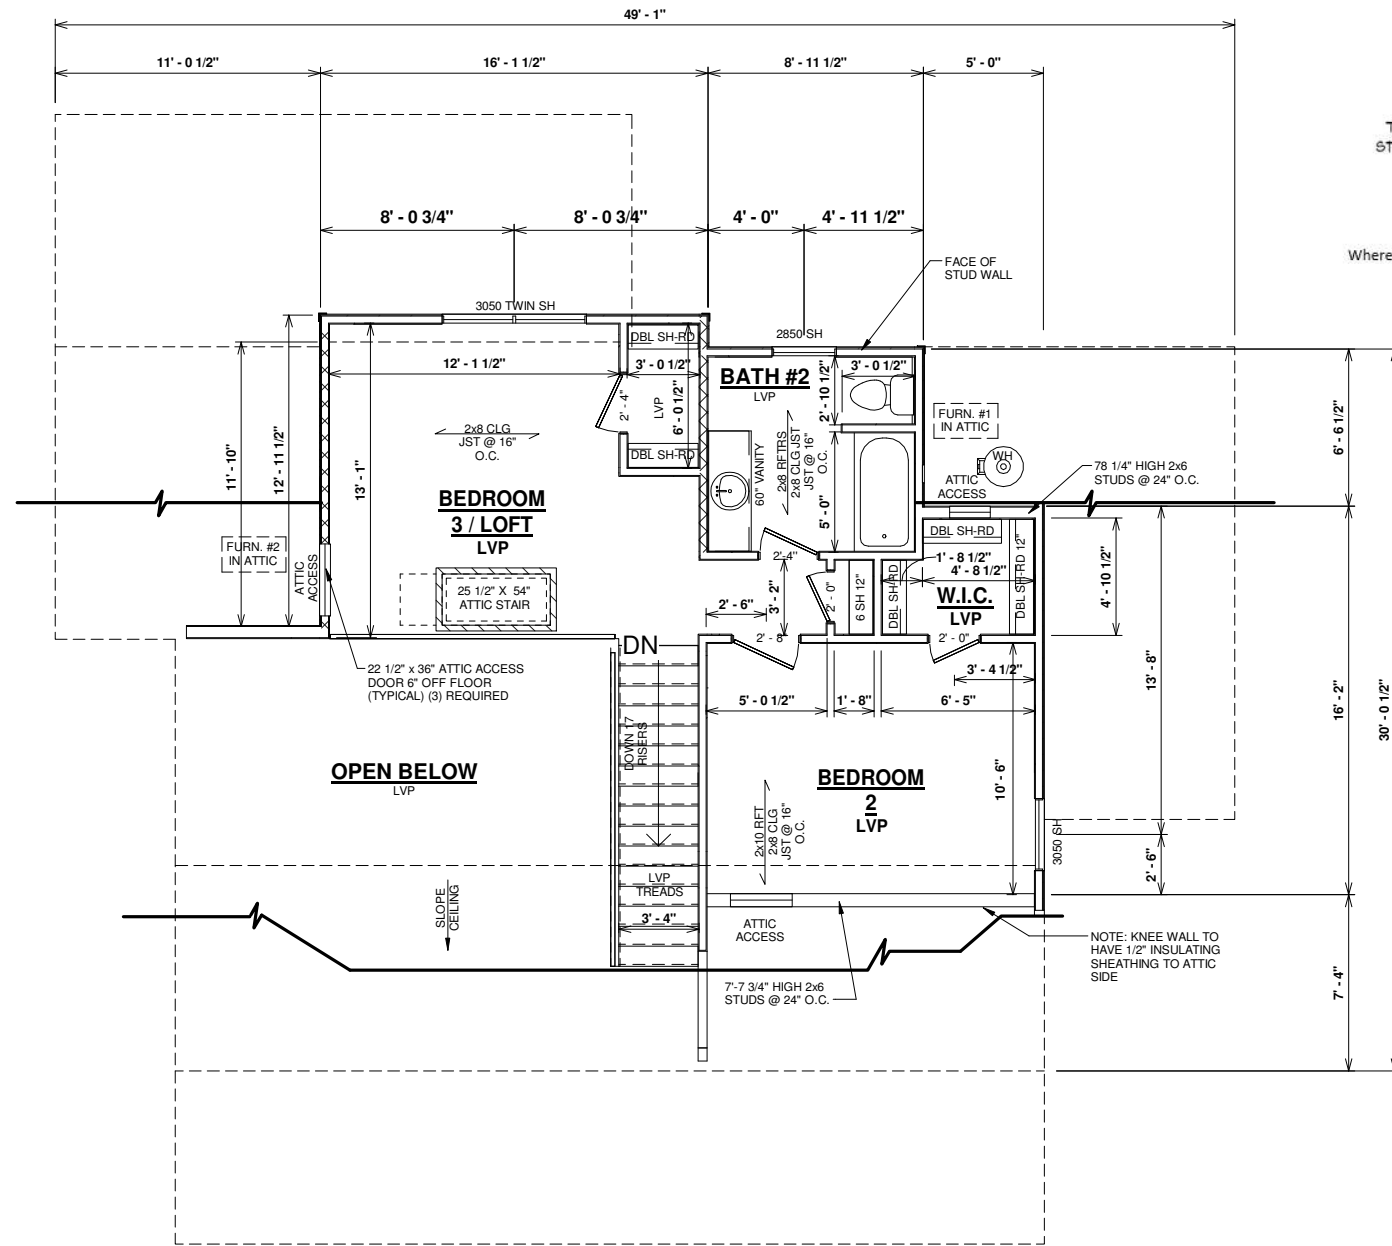 49' - 1"
11' - 0 1/2"
16' - 1 1/2"
8' - 11 1/2"
5' - 0"
T
ST
8' - 0 3/4"
8' - 0 3/4"
4' - 0"
4' - 11 1/2"
Where
FACE OF
STUD WALL
3050 TWIN SH
2850 SH
DBL SH-RD
12' - 1 1/2"
3' - 0 1/2"
BATH #2
LVP
3' - 0 1/2"
2' - 10 1/2"
2' - 4"
LVP
6' - 0 1/2"
FURN. #1
IN ATTIC
6' - 6 1/2"
2x8 CLG
JST @ 16"
O.C.
DBL SH-RD
60" VANITY
2x8 RFTRS
2x8 CLG JST
JST @ 16"
O.C.
WH
78 1/4" HIGH 2x6
STUDS @ 24" O.C.
ATTIC
ACCESS
11' - 10"
12' - 11 1/2"
13' - 1"
BEDROOM
3 / LOFT
LVP
5' - 0"
DBL SH-RD
FURN. #2
IN ATTIC
ATTIC
ACCESS
2'-4"
1' - 8 1/2"
4' - 8 1/2"
DBL SH-RD 12"
4' - 10 1/2"
25 1/2" X 54"
ATTIC STAIR
2' - 6"
3' - 2"
2' - 0"
6 SH 12"
DBL SH-RD
W.I.C.
LVP
DN
2' - 8"
2' - 0"
22 1/2" x 36" ATTIC ACCESS
DOOR 6" OFF FLOOR
(TYPICAL) (3) REQUIRED
3' - 4 1/2"
13' - 8"
16' - 2"
30' - 0 1/2"
5' - 0 1/2"
1' - 8"
6' - 5"
DOWN 17
RISERS
OPEN BELOW
LVP
BEDROOM
2
LVP
10' - 6"
2x10 RFT
2x8 CLG
JST @ 16"
O.C.
3050 SH
2' - 6"
LVP
TREADS
SLOPE
CEILING
3' - 4"
ATTIC
ACCESS
NOTE: KNEE WALL TO
HAVE 1/2" INSULATING
SHEATHING TO ATTIC
SIDE
7'-7 3/4" HIGH 2x6
STUDS @ 24" O.C.
7' - 4"